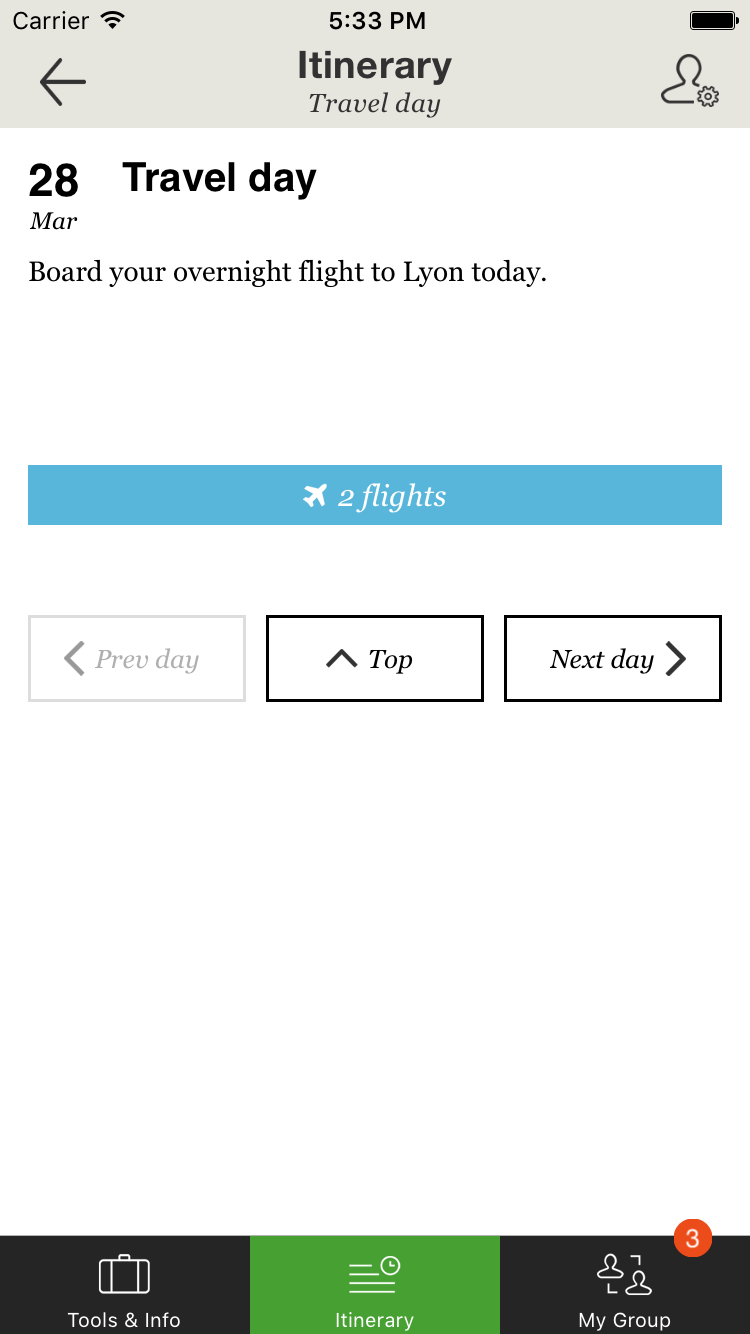 Carrier 5:33 PM
Itinerary
Travel day
28 Travel day
Mar
Board your overnight flight to Lyon today.
2 flights
Prev day Top Next day
3
Tools & Info Itinerary My Group